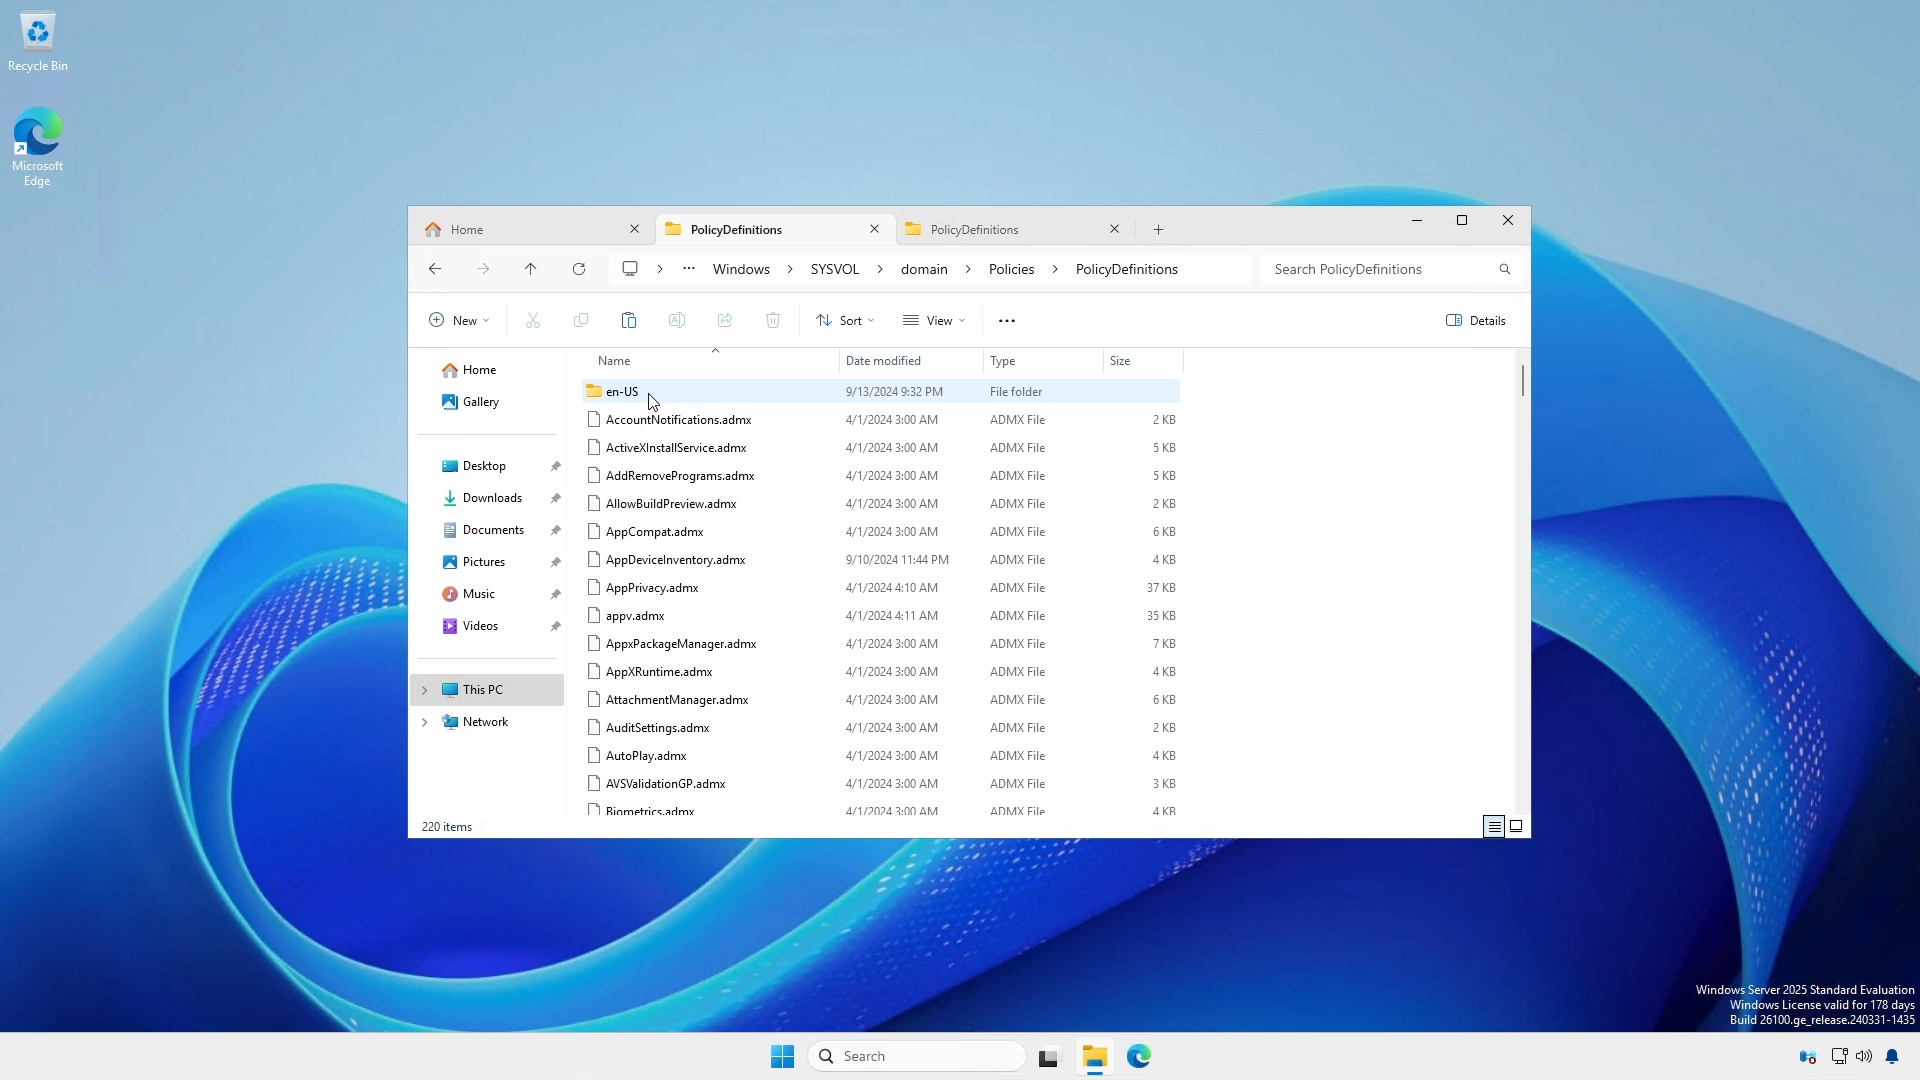 Recycle Bin
Microsoft
Edge
Home
PolicyDefinitions
PolicyDefinitions
Windows
SYSVOL
domain
Policies
PolicyDefinitions
Search PolicyDefinitions
New
Sort
View
Details
Name
Date modified
Type
Size
Home
Gallery
Desktop
Downloads
Documents
Pictures
Music
Videos
This PC
Network
en-US 9/13/2024 9:32 PM File folder
AccountNotifications.admx 4/1/2024 3:00 AM ADMX File 2 KB
ActiveXInstallService.admx 4/1/2024 3:00 AM ADMX File 5 KB
AddRemovePrograms.admx 4/1/2024 3:00 AM ADMX File 5 KB
AllowBuildPreview.admx 4/1/2024 3:00 AM ADMX File 2 KB
AppCompat.admx 4/1/2024 3:00 AM ADMX File 6 KB
AppDeviceInventory.admx 9/10/2024 11:44 PM ADMX File 4 KB
AppPrivacy.admx 4/1/2024 4:10 AM ADMX File 37 KB
appv.admx 4/1/2024 4:11 AM ADMX File 35 KB
AppxPackageManager.admx 4/1/2024 3:00 AM ADMX File 7 KB
AppXRuntime.admx 4/1/2024 3:00 AM ADMX File 4 KB
AttachmentManager.admx 4/1/2024 3:00 AM ADMX File 6 KB
AuditSettings.admx 4/1/2024 3:00 AM ADMX File 2 KB
AutoPlay.admx 4/1/2024 3:00 AM ADMX File 4 KB
AVSValidationGP.admx 4/1/2024 3:00 AM ADMX File 3 KB
Biometrics.admx 4/1/2024 3:00 AM ADMX File 4 KB
220 items
Windows Server 2025 Standard Evaluation
Windows License valid for 178 days
Build 26100.ge_release.240331-1435
Search